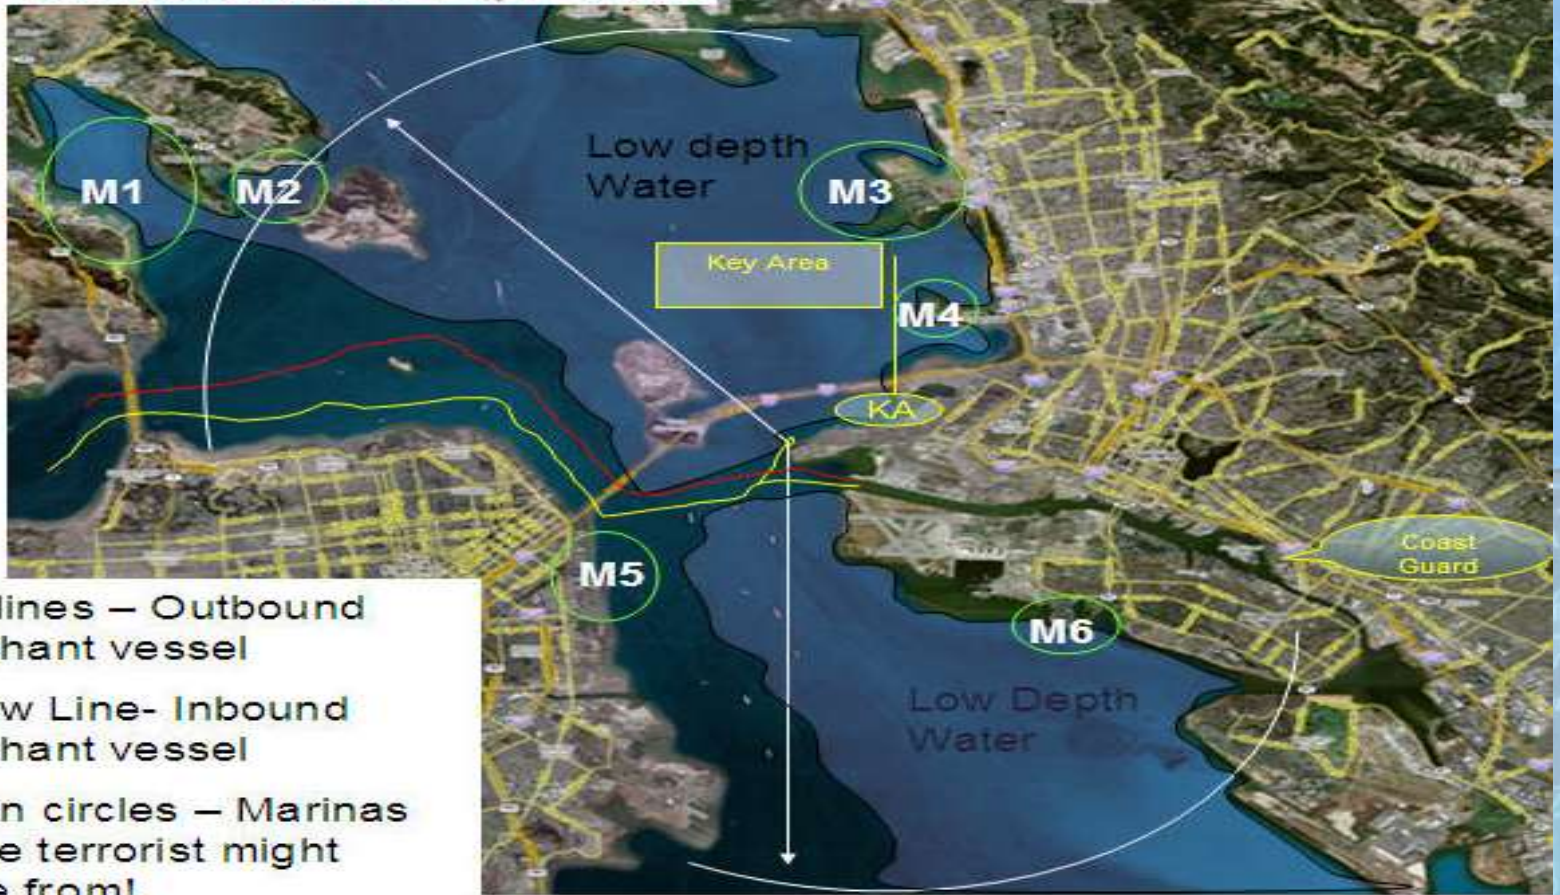 Low depth
Water
M1
M2
M3
Key Area
M4
KA
M5
Coast
Guard
M6
Low Depth
Water
lines – Outbound
hant vessel
w Line- Inbound
hant vessel
n circles – Marinas
e terrorist might
e from!